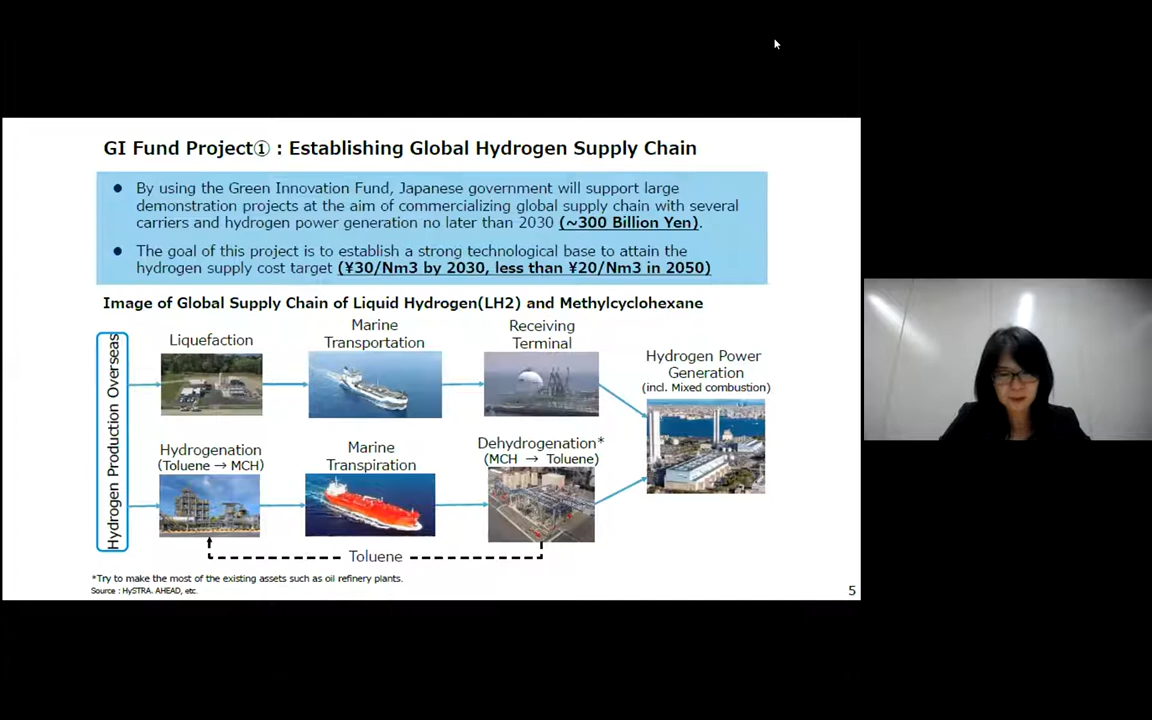 GI Fund Project① : Establishing Global Hydrogen Supply Chain
● By using the Green Innovation Fund, Japanese government will support large
demonstration projects at the aim of commercializing global supply chain with several
carriers and hydrogen power generation no later than 2030 (~300 Billion Yen).
● The goal of this project is to establish a strong technological base to attain the
hydrogen supply cost target (¥30/Nm3 by 2030, less than ¥20/Nm3 in 2050)
Image of Global Supply Chain of Liquid Hydrogen(LH2) and Methylcyclohexane
Hydrogen Production Overseas
Liquefaction
Marine
Transportation
Receiving
Terminal
Hydrogen Power
Generation
(incl. Mixed combustion)
Hydrogenation
(Toluene → MCH)
Marine
Transpiration
Dehydrogenation*
(MCH → Toluene)
Toluene
*Try to make the most of the existing assets such as oil refinery plants.
Source : HySTRA. AHEAD, etc.
5